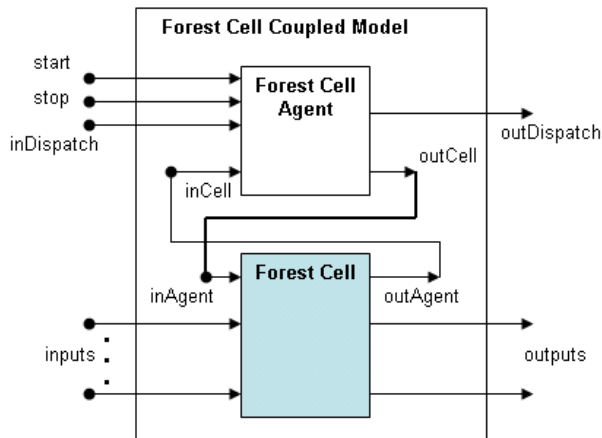 Forest Cell Coupled Model
start
stop
inDispatch
Forest Cell
Agent
outDispatch
inCell
outCell
Forest Cell
inAgent
outAgent
inputs
outputs